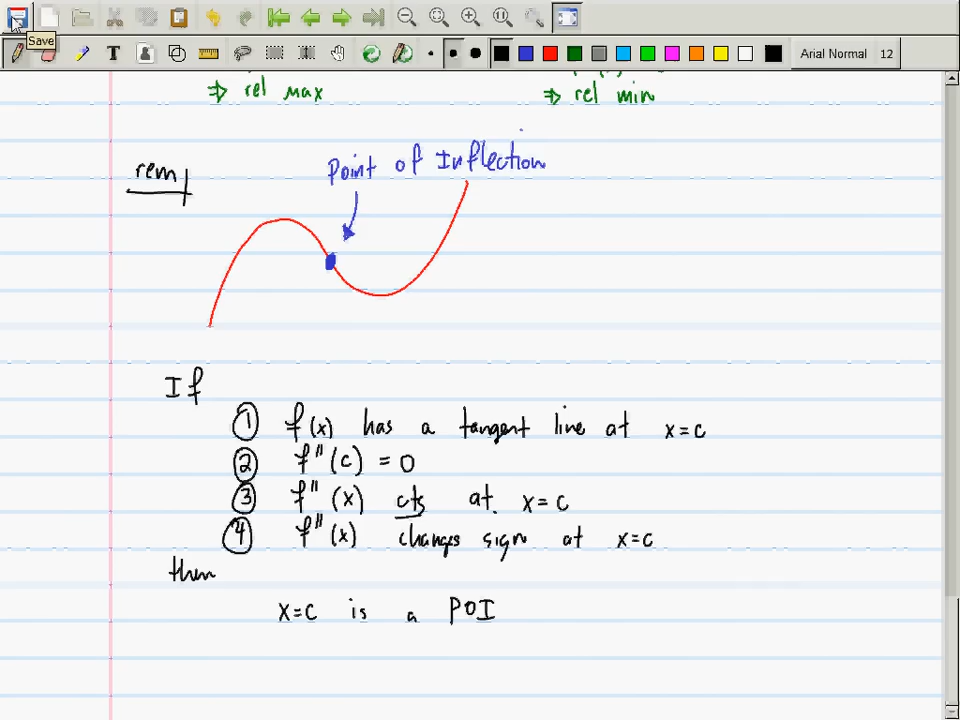 Save
Arial Normal 12
⇒ rel max
⇒ rel min
rem
Point of Inflection
If
① f(x) has a tangent line at x=c
② f''(c) = 0
③ f''(x) cts at x=c
④ f''(x) changes sign at x=c
then
x=c is a POI